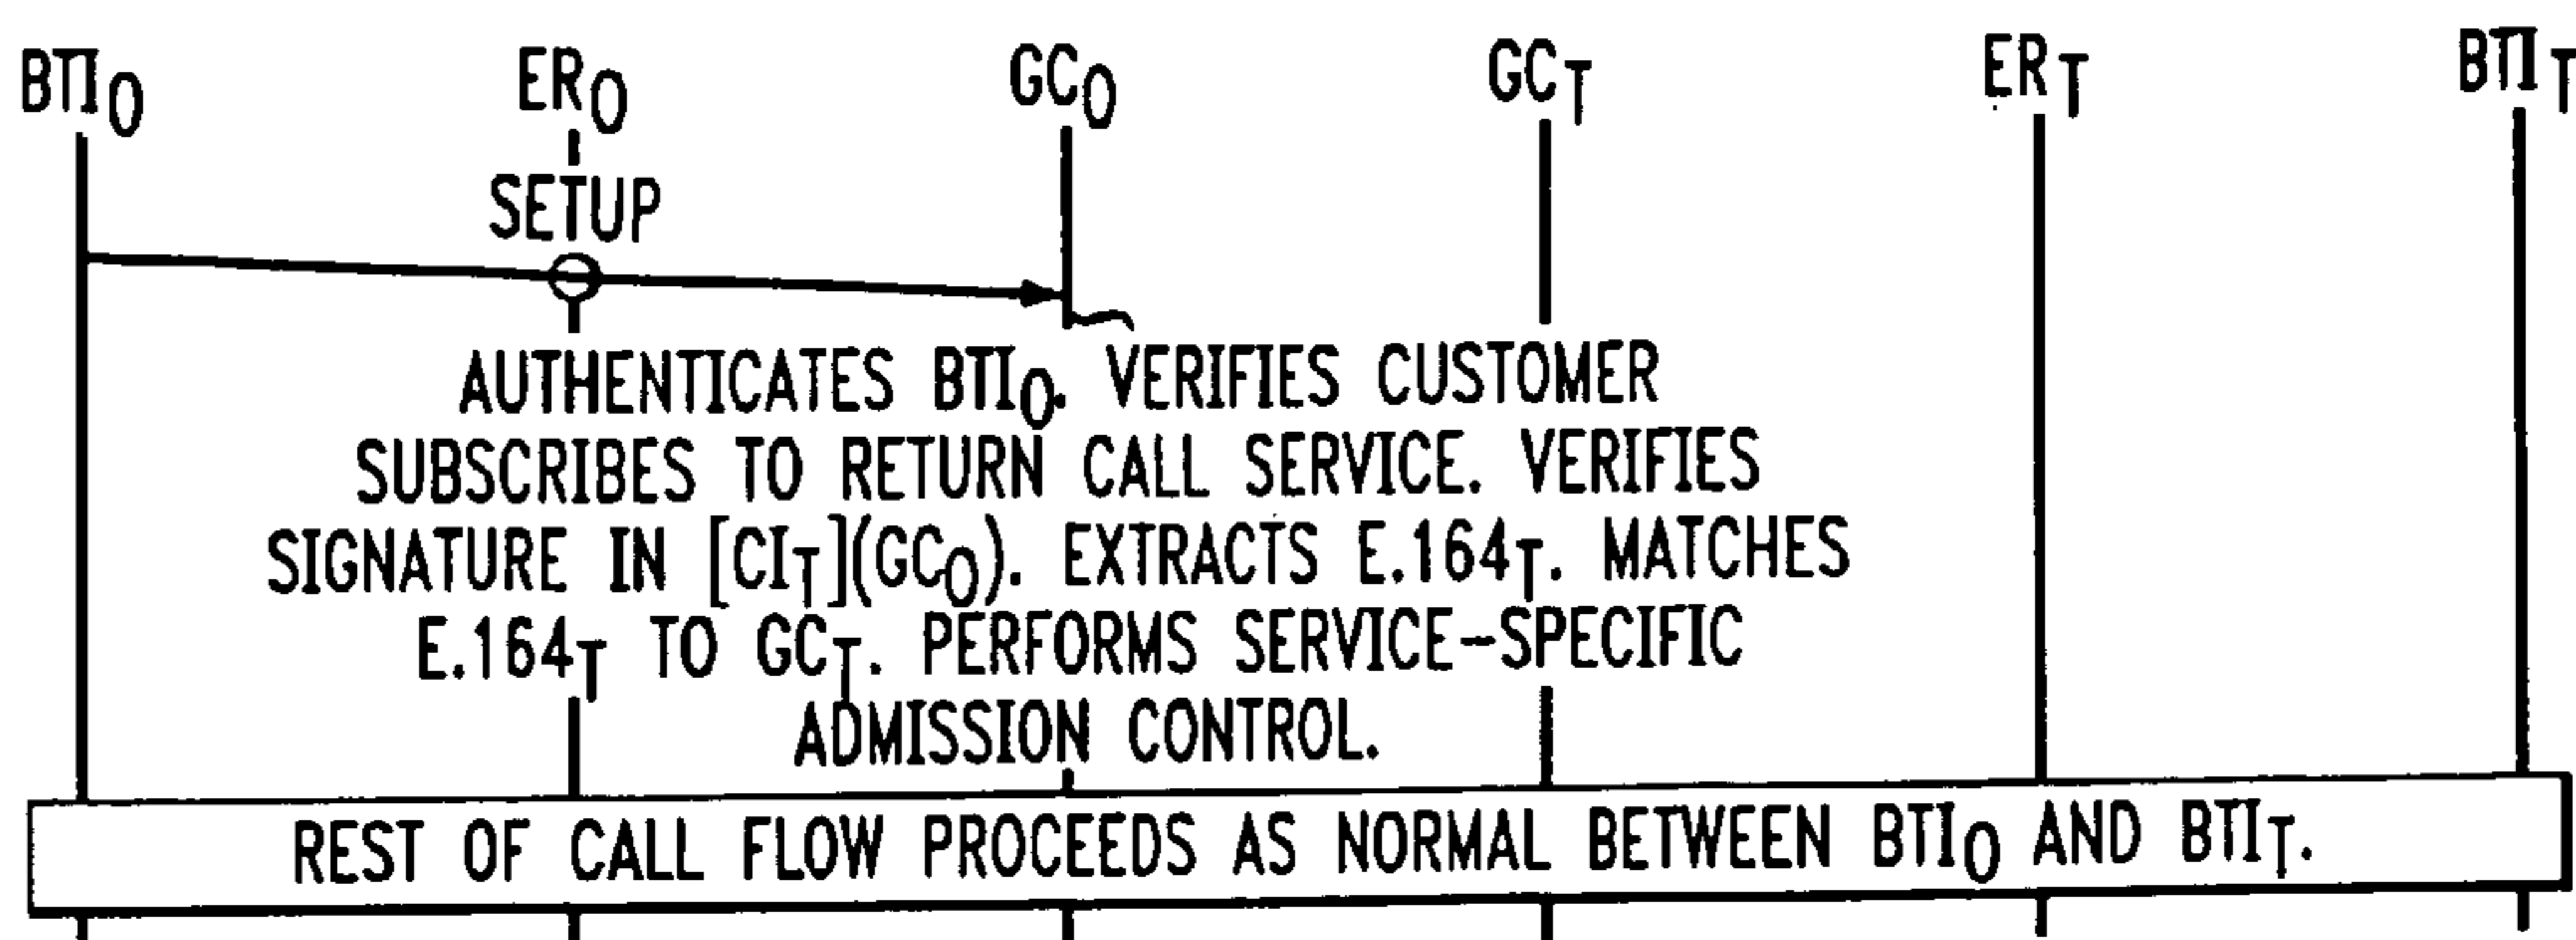 BTIO ERO GCO GCT ERT BTIT
SETUP
AUTHENTICATES BTIO. VERIFIES CUSTOMER
SUBSCRIBES TO RETURN CALL SERVICE. VERIFIES
SIGNATURE IN [CIT](GCO). EXTRACTS E.164T. MATCHES
E.164T TO GCT. PERFORMS SERVICE-SPECIFIC
ADMISSION CONTROL.
REST OF CALL FLOW PROCEEDS AS NORMAL BETWEEN BTIO AND BTIT.